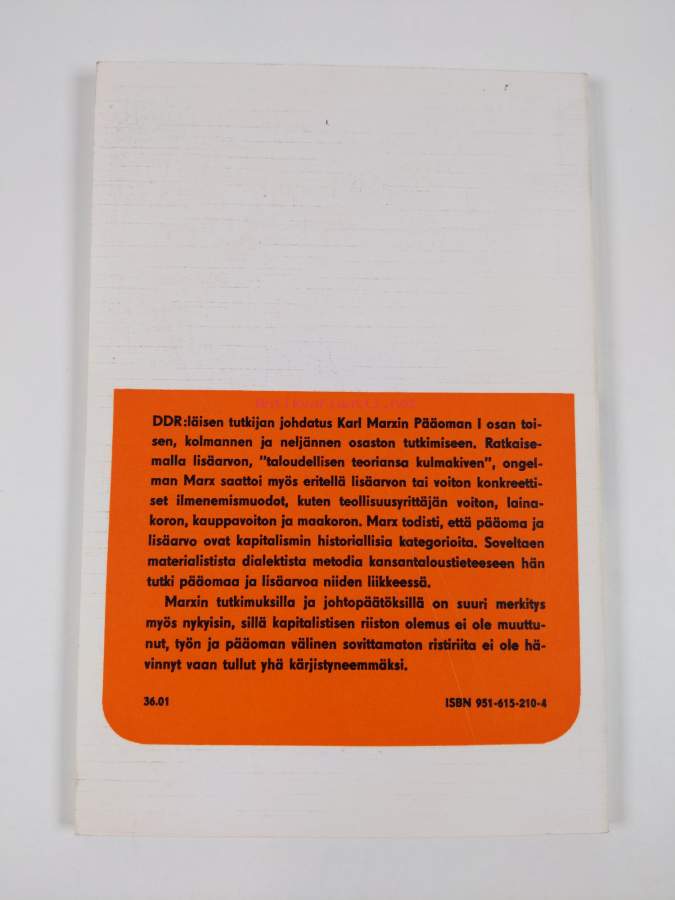 antikvariaatti.net
DDR:läisen tutkijan johdatus Karl Marxin Pääoman I osan toi-
sen, kolmannen ja neljännen osaston tutkimiseen. Ratkaise-
malla lisäarvon, "taloudellisen teoriansa kulmakiven", ongel-
man Marx saattoi myös eritellä lisäarvon tai voiton konkreetti-
set ilmenemismuodot, kuten teollisuusyrittäjän voiton, laina-
koron, kauppavoiton ja maakoron. Marx todisti, että pääoma ja
lisäarvo ovat kapitalismin historiallisia kategorioita. Soveltaen
materialistista dialektista metodia kansantaloustieteeseen hän
tutki pääomaa ja lisäarvoa niiden liikkeessä.
Marxin tutkimuksilla ja johtopäätöksillä on suuri merkitys
myös nykyisin, sillä kapitalistisen riiston olemus ei ole muuttu-
nut, työn ja pääoman välinen sovittamaton ristiriita ei ole hä-
vinnyt vaan tullut yhä kärjistyneemmäksi.
36.01
ISBN 951-615-210-4